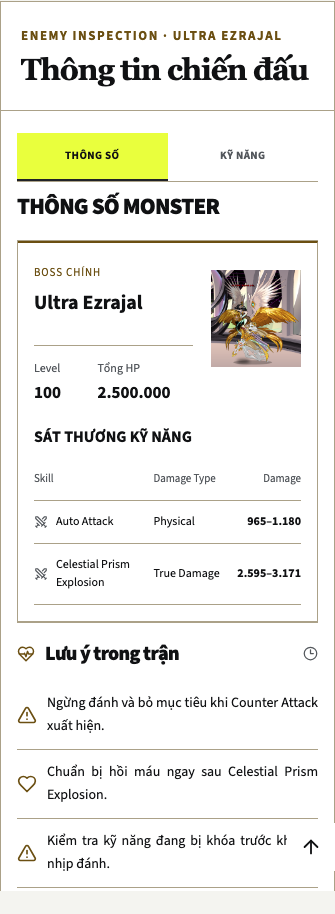 ENEMY INSPECTION · ULTRA EZRAJAL
Thông tin chiến đấu
THÔNG SỐ
KỸ NĂNG
THÔNG SỐ MONSTER
BOSS CHÍNH
Ultra Ezrajal
Level Tổng HP
100 2.500.000
SÁT THƯƠNG KỸ NĂNG
Skill Damage Type Damage
Auto Attack Physical 965–1.180
Celestial Prism
Explosion True Damage 2.595–3.171
Lưu ý trong trận
Ngừng đánh và bỏ mục tiêu khi Counter Attack
xuất hiện.
Chuẩn bị hồi máu ngay sau Celestial Prism
Explosion.
Kiểm tra kỹ năng đang bị khóa trước
nhịp đánh.